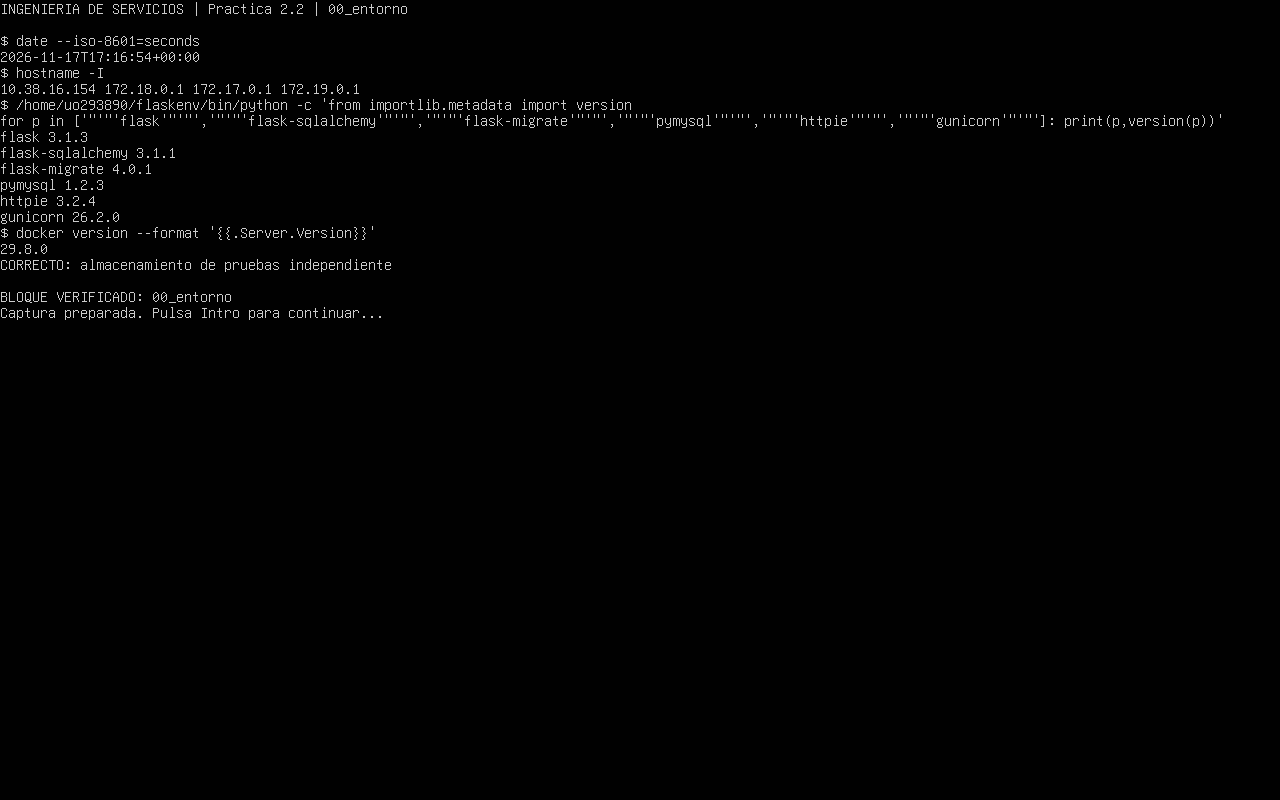 INGENIERIA DE SERVICIOS | Practica 2.2 | 00_entorno
$ date --iso-8601=seconds
2026-11-17T17:16:54+00:00
$ hostname -I
10.38.16.154 172.18.0.1 172.17.0.1 172.19.0.1
$ /home/uo293890/flaskenv/bin/python -c 'from importlib.metadata import version
for p in ['"'"'flask'"'"','"'"'flask-sqlalchemy'"'"','"'"'flask-migrate'"'"','"'"'pymysql'"'"','"'"'httpie'"'"','"'"'gunicorn'"'"']: print(p,version(p))'
flask 3.1.3
flask-sqlalchemy 3.1.1
flask-migrate 4.0.1
pymysql 1.2.3
httpie 3.2.4
gunicorn 26.2.0
$ docker version --format '{{.Server.Version}}'
29.8.0
CORRECTO: almacenamiento de pruebas independiente
BLOQUE VERIFICADO: 00_entorno
Captura preparada. Pulsa Intro para continuar...